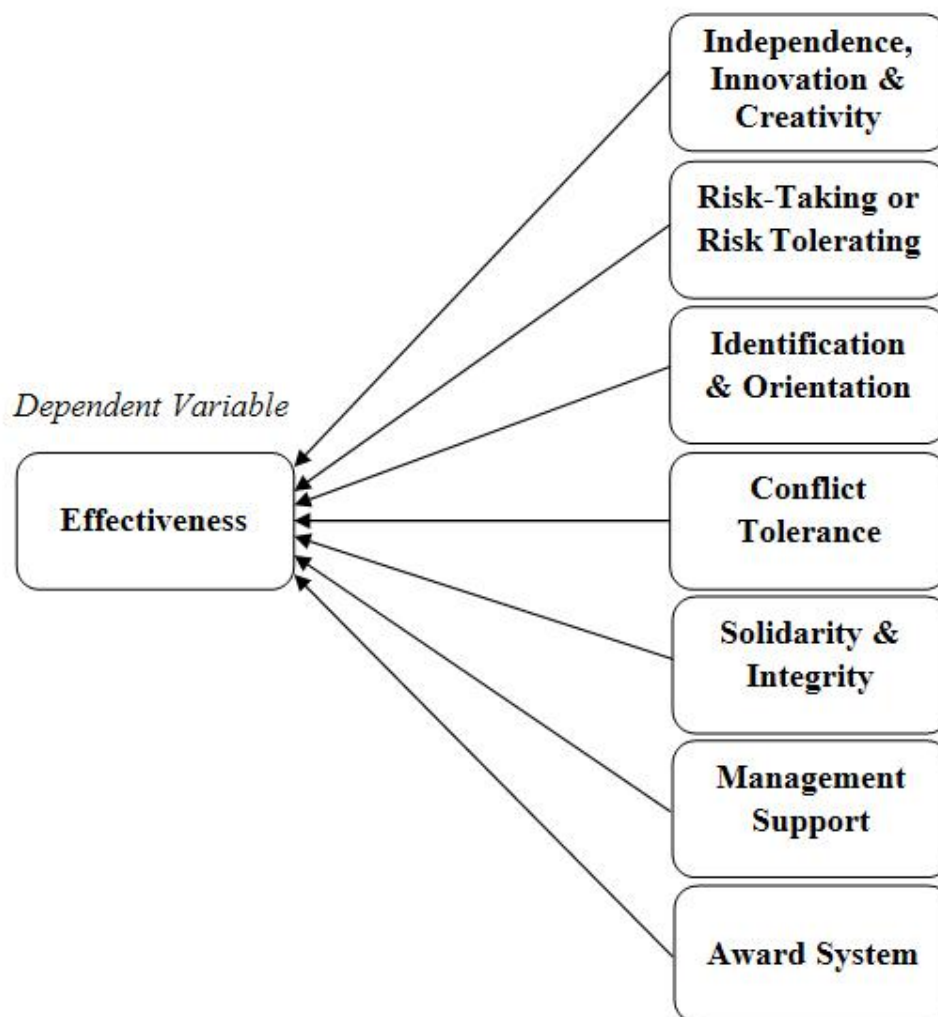 Independence,
Innovation &
Creativity
Risk-Taking or
Risk Tolerating
Identification
& Orientation
Dependent Variable
Effectiveness
Conflict
Tolerance
Solidarity &
Integrity
Management
Support
Award System